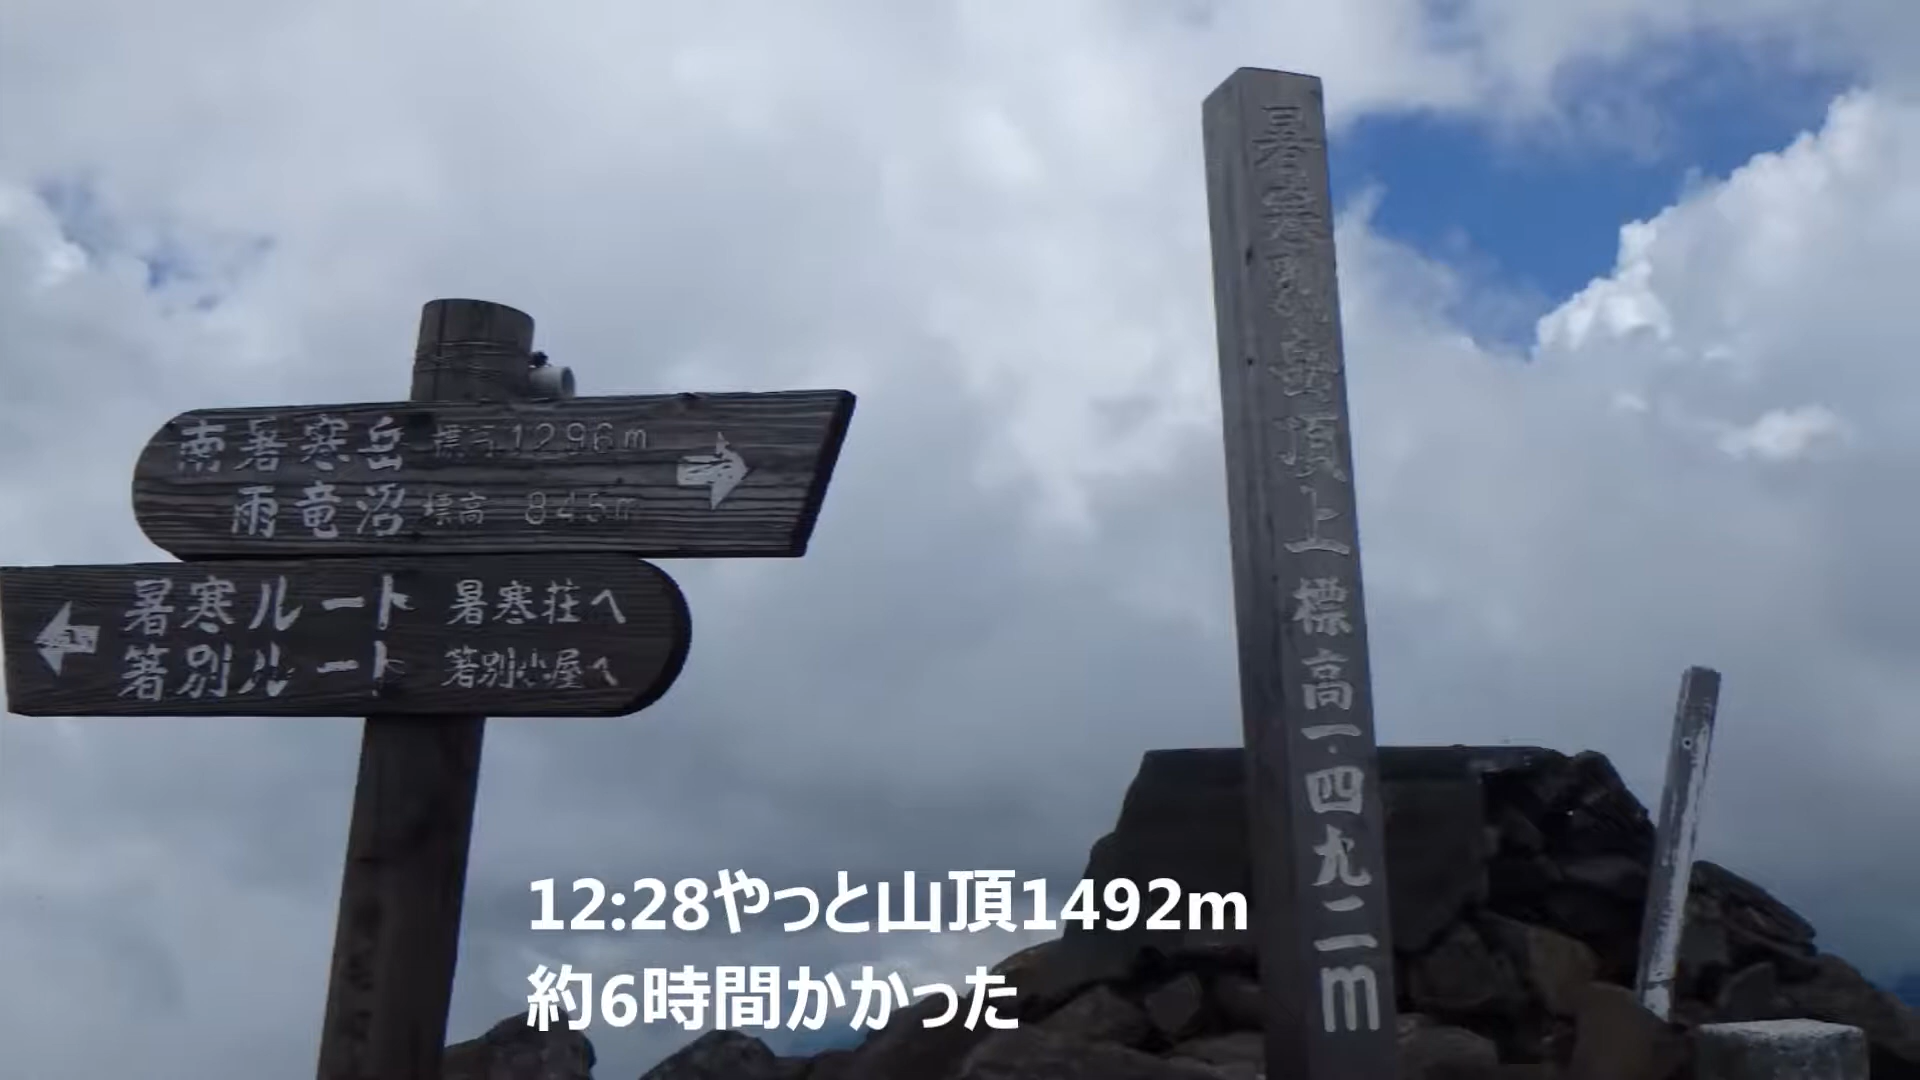 南暑寒岳 標高1296m
雨竜沼 標高 845m
暑寒ルート 暑寒荘へ
箸別ルート 箸別小屋へ
暑寒別岳頂上 標高一.四九二m
12:28やっと山頂1492m
約6時間かかった